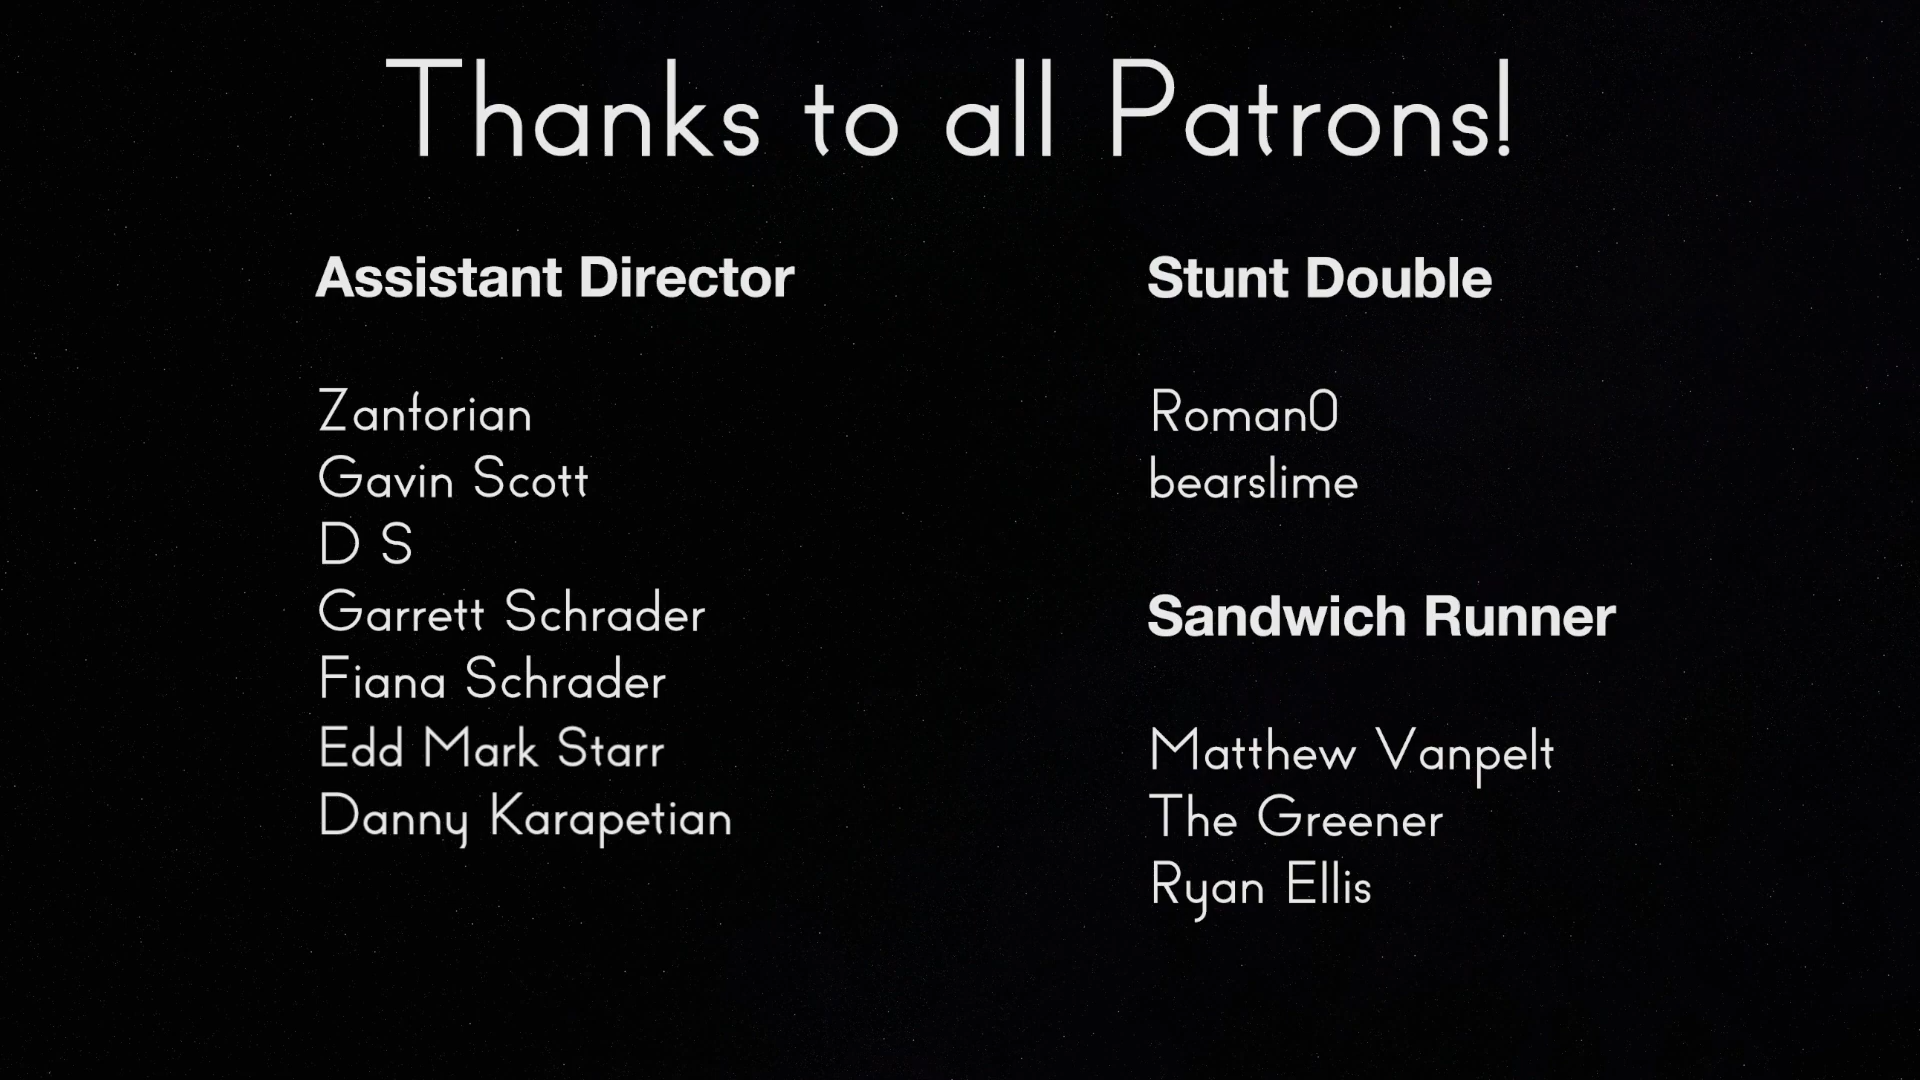 Thanks to all Patrons!
Assistant Director
Zanforian
Gavin Scott
D S
Garrett Schrader
Fiana Schrader
Edd Mark Starr
Danny Karapetian
Stunt Double
Roman0
bearslime
Sandwich Runner
Matthew Vanpelt
The Greener
Ryan Ellis